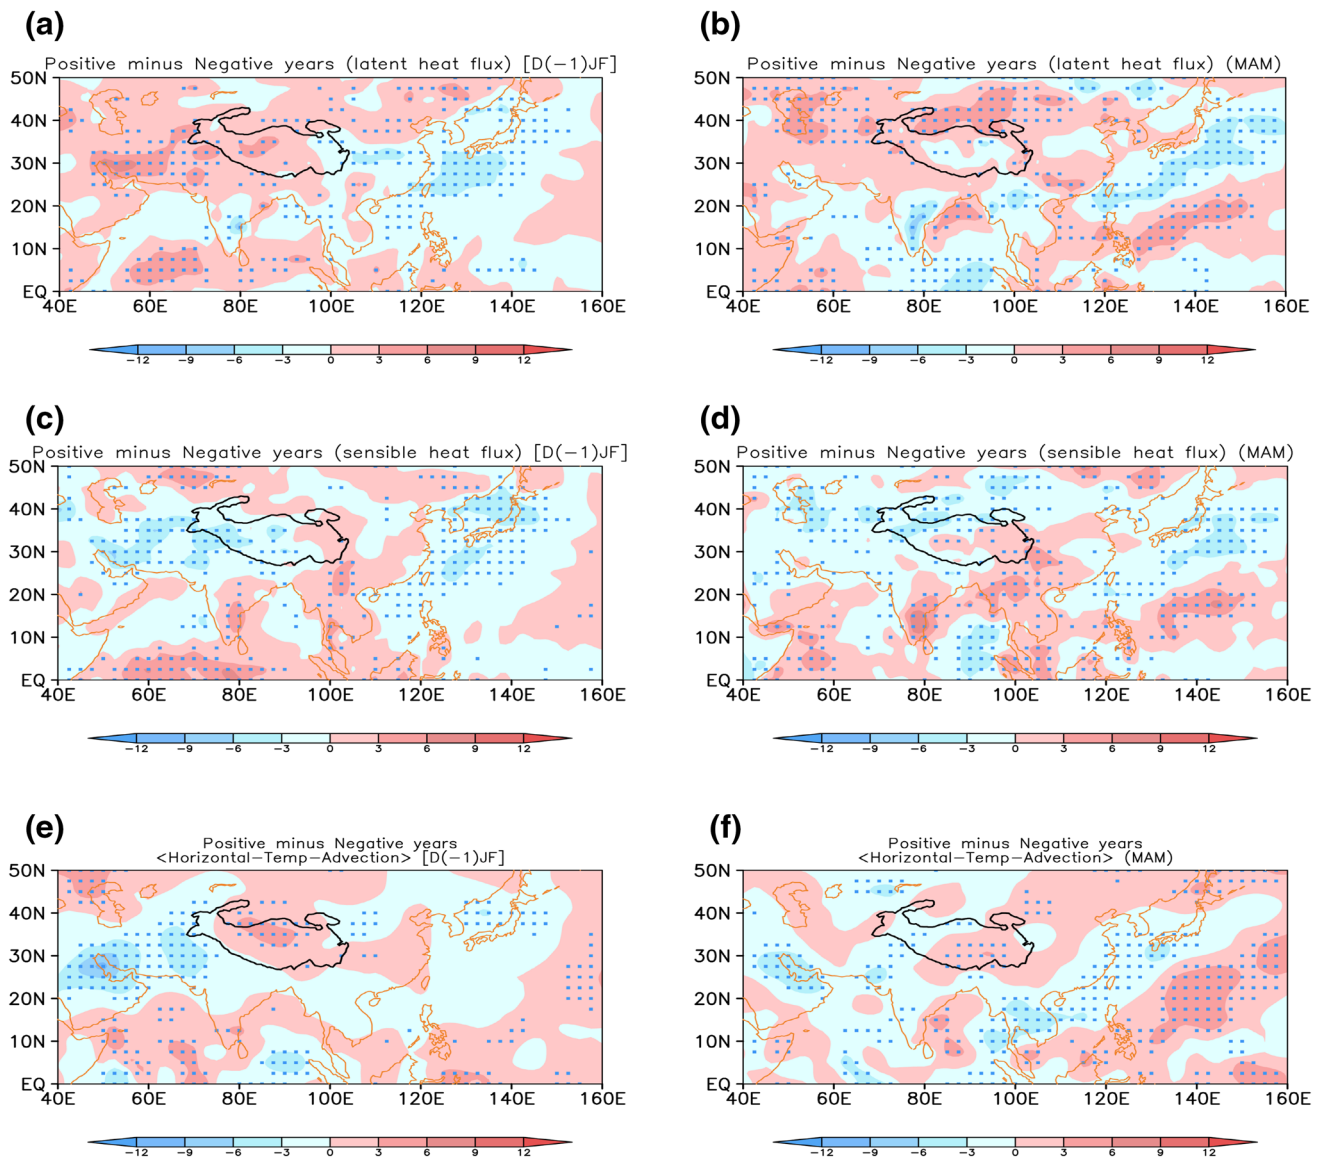 (a)
Positive minus Negative years (latent heat flux) [D(−1)JF]
50N
40N
30N
20N
10N
EQ
40E 60E 80E 100E 120E 140E 160E
−12 −9 −6 −3 0 3 6 9 12
(b)
Positive minus Negative years (latent heat flux) (MAM)
50N
40N
30N
20N
10N
EQ
40E 60E 80E 100E 120E 140E 160E
−12 −9 −6 −3 0 3 6 9 12
(c)
Positive minus Negative years (sensible heat flux) [D(−1)JF]
50N
40N
30N
20N
10N
EQ
40E 60E 80E 100E 120E 140E 160E
−12 −9 −6 −3 0 3 6 9 12
(d)
Positive minus Negative years (sensible heat flux) (MAM)
50N
40N
30N
20N
10N
EQ
40E 60E 80E 100E 120E 140E 160E
−12 −9 −6 −3 0 3 6 9 12
(e)
Positive minus Negative years
<Horizontal−Temp−Advection> [D(−1)JF]
50N
40N
30N
20N
10N
EQ
40E 60E 80E 100E 120E 140E 160E
−12 −9 −6 −3 0 3 6 9 12
(f)
Positive minus Negative years
<Horizontal−Temp−Advection> (MAM)
50N
40N
30N
20N
10N
EQ
40E 60E 80E 100E 120E 140E 160E
−12 −9 −6 −3 0 3 6 9 12